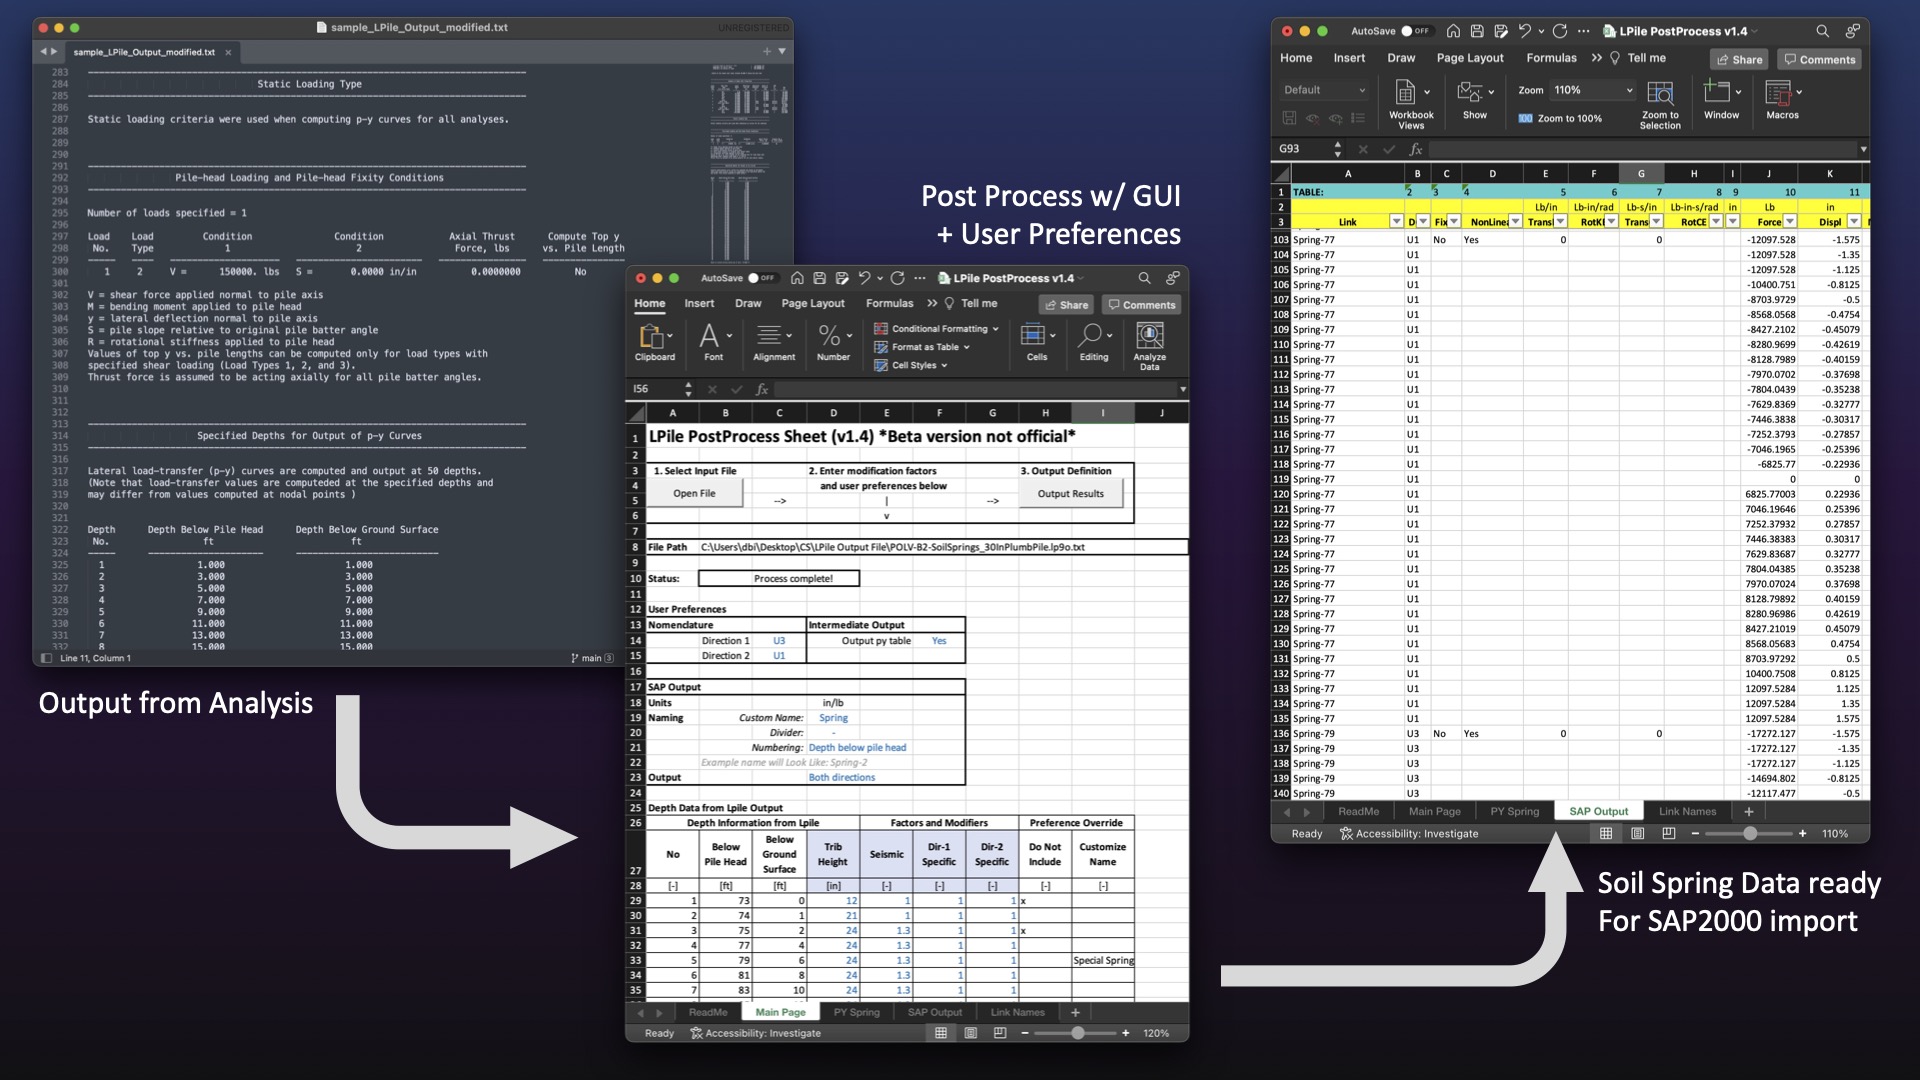 sample_LPile_Output_modified.txt
UNREGISTERED
sample_LPile_Output_modified.txt ×
283
284 Static Loading Type
285
286
287 Static loading criteria were used when computing p-y curves for all analyses.
288
289
290
291
292 Pile-head Loading and Pile-head Fixity Conditions
293
294
295 Number of loads specified = 1
296
297 Load Load Condition Condition Axial Thrust Compute Top y
298 No. Type 1 2 Force, lbs vs. Pile Length
299
300 1 2 V = 150000. lbs S = 0.0000 in/in 0.0000000 No
301
302 V = shear force applied normal to pile axis
303 M = bending moment applied to pile head
304 y = lateral deflection normal to pile axis
305 S = pile slope relative to original pile batter angle
306 R = rotational stiffness applied to pile head
307 Values of top y vs. pile lengths can be computed only for load types with
308 specified shear loading (Load Types 1, 2, and 3).
309 Thrust force is assumed to be acting axially for all pile batter angles.
310
311
312
313
314 Specified Depths for Output of p-y Curves
315
316
317 Lateral load-transfer (p-y) curves are computed and output at 50 depths.
318 (Note that load-transfer values are computeded at the specified depths and
319 may differ from values computed at nodal points )
320
321
322 Depth Depth Below Pile Head Depth Below Ground Surface
323 No. ft ft
324
325 1 1.000 1.000
326 2 3.000 3.000
327 3 5.000 5.000
328 4 7.000 7.000
329 5 9.000 9.000
330 6 11.000 11.000
331 7 13.000 13.000
332 8 15.000 15.000
Line 11, Column 1
main 3
Output from Analysis
Post Process w/ GUI
+ User Preferences
AutoSave OFF ... LPile PostProcess v1.4
Home Insert Draw Page Layout Formulas >> Tell me Share Comments
Clipboard Font Alignment Number Conditional Formatting Format as Table Cell Styles Cells Editing Analyze Data
I56 fx
A B C D E F G H I J
1 LPile PostProcess Sheet (v1.4) *Beta version not official*
2
3 1. Select Input File 2. Enter modification factors 3. Output Definition
4 Open File and user preferences below Output Results
5 --> | -->
6 v
7
8 File Path C:\Users\dbi\Desktop\CS\LPile Output File\POLV-B2-SoilSprings_30InPlumbPile.lp9o.txt
9
10 Status: Process complete!
11
12 User Preferences
13 Nomenclature Intermediate Output
14 Direction 1 U3 Output py table Yes
15 Direction 2 U1
16
17 SAP Output
18 Units in/lb
19 Naming Custom Name: Spring
20 Divider: -
21 Numbering: Depth below pile head
22 Example name will Look Like: Spring-2
23 Output Both directions
24
25 Depth Data from Lpile Output
26 Depth Information from Lpile Factors and Modifiers Preference Override
27 No Below Pile Head Below Ground Surface Trib Height Seismic Dir-1 Specific Dir-2 Specific Do Not Include Customize Name
28 [-] [ft] [ft] [in] [-] [-] [-] [-] [-]
29 1 73 0 12 1 1 1 x
30 2 74 1 21 1 1 1
31 3 75 2 24 1.3 1 1 x
32 4 77 4 24 1.3 1 1
33 5 79 6 24 1.3 1 1 Special Spring
34 6 81 8 24 1.3 1 1
35 7 83 10 24 1.3 1 1
ReadMe Main Page PY Spring SAP Output Link Names +
Ready Accessibility: Investigate - + 120%
AutoSave OFF ... LPile PostProcess v1.4
Home Insert Draw Page Layout Formulas >> Tell me Share Comments
Default Workbook Views Show Zoom 110% 100 Zoom to 100% Zoom to Selection Window Macros
G93 fx
A B C D E F G H I J K
1 TABLE: 2 3 4 5 6 7 8 9 10 11
2 Lb/in Lb-in/rad Lb-s/in Lb-in-s/rad in Lb in
3 Link D Fix NonLinea Transl RotKI Trans RotCE Force Displ
103 Spring-77 U1 No Yes 0 0 -12097.528 -1.575
104 Spring-77 U1 -12097.528 -1.35
105 Spring-77 U1 -12097.528 -1.125
106 Spring-77 U1 -10400.751 -0.8125
107 Spring-77 U1 -8703.9729 -0.5
108 Spring-77 U1 -8568.0568 -0.4754
109 Spring-77 U1 -8427.2102 -0.45079
110 Spring-77 U1 -8280.9699 -0.42619
111 Spring-77 U1 -8128.7989 -0.40159
112 Spring-77 U1 -7970.0702 -0.37698
113 Spring-77 U1 -7804.0439 -0.35238
114 Spring-77 U1 -7629.8369 -0.32777
115 Spring-77 U1 -7446.3838 -0.30317
116 Spring-77 U1 -7252.3793 -0.27857
117 Spring-77 U1 -7046.1965 -0.25396
118 Spring-77 U1 -6825.77 -0.22936
119 Spring-77 U1 0 0
120 Spring-77 U1 6825.77003 0.22936
121 Spring-77 U1 7046.19646 0.25396
122 Spring-77 U1 7252.37932 0.27857
123 Spring-77 U1 7446.38383 0.30317
124 Spring-77 U1 7629.83687 0.32777
125 Spring-77 U1 7804.04385 0.35238
126 Spring-77 U1 7970.07024 0.37698
127 Spring-77 U1 8128.79892 0.40159
128 Spring-77 U1 8280.96986 0.42619
129 Spring-77 U1 8427.21019 0.45079
130 Spring-77 U1 8568.05683 0.4754
131 Spring-77 U1 8703.97292 0.5
132 Spring-77 U1 10400.7508 0.8125
133 Spring-77 U1 12097.5284 1.125
134 Spring-77 U1 12097.5284 1.35
135 Spring-77 U1 12097.5284 1.575
136 Spring-79 U3 No Yes 0 0 -17272.127 -1.575
137 Spring-79 U3 -17272.127 -1.35
138 Spring-79 U3 -17272.127 -1.125
139 Spring-79 U3 -14694.802 -0.8125
140 Spring-79 U3 -12117.477 -0.5
ReadMe Main Page PY Spring SAP Output Link Names +
Ready Accessibility: Investigate - + 110%
Soil Spring Data ready
For SAP2000 import